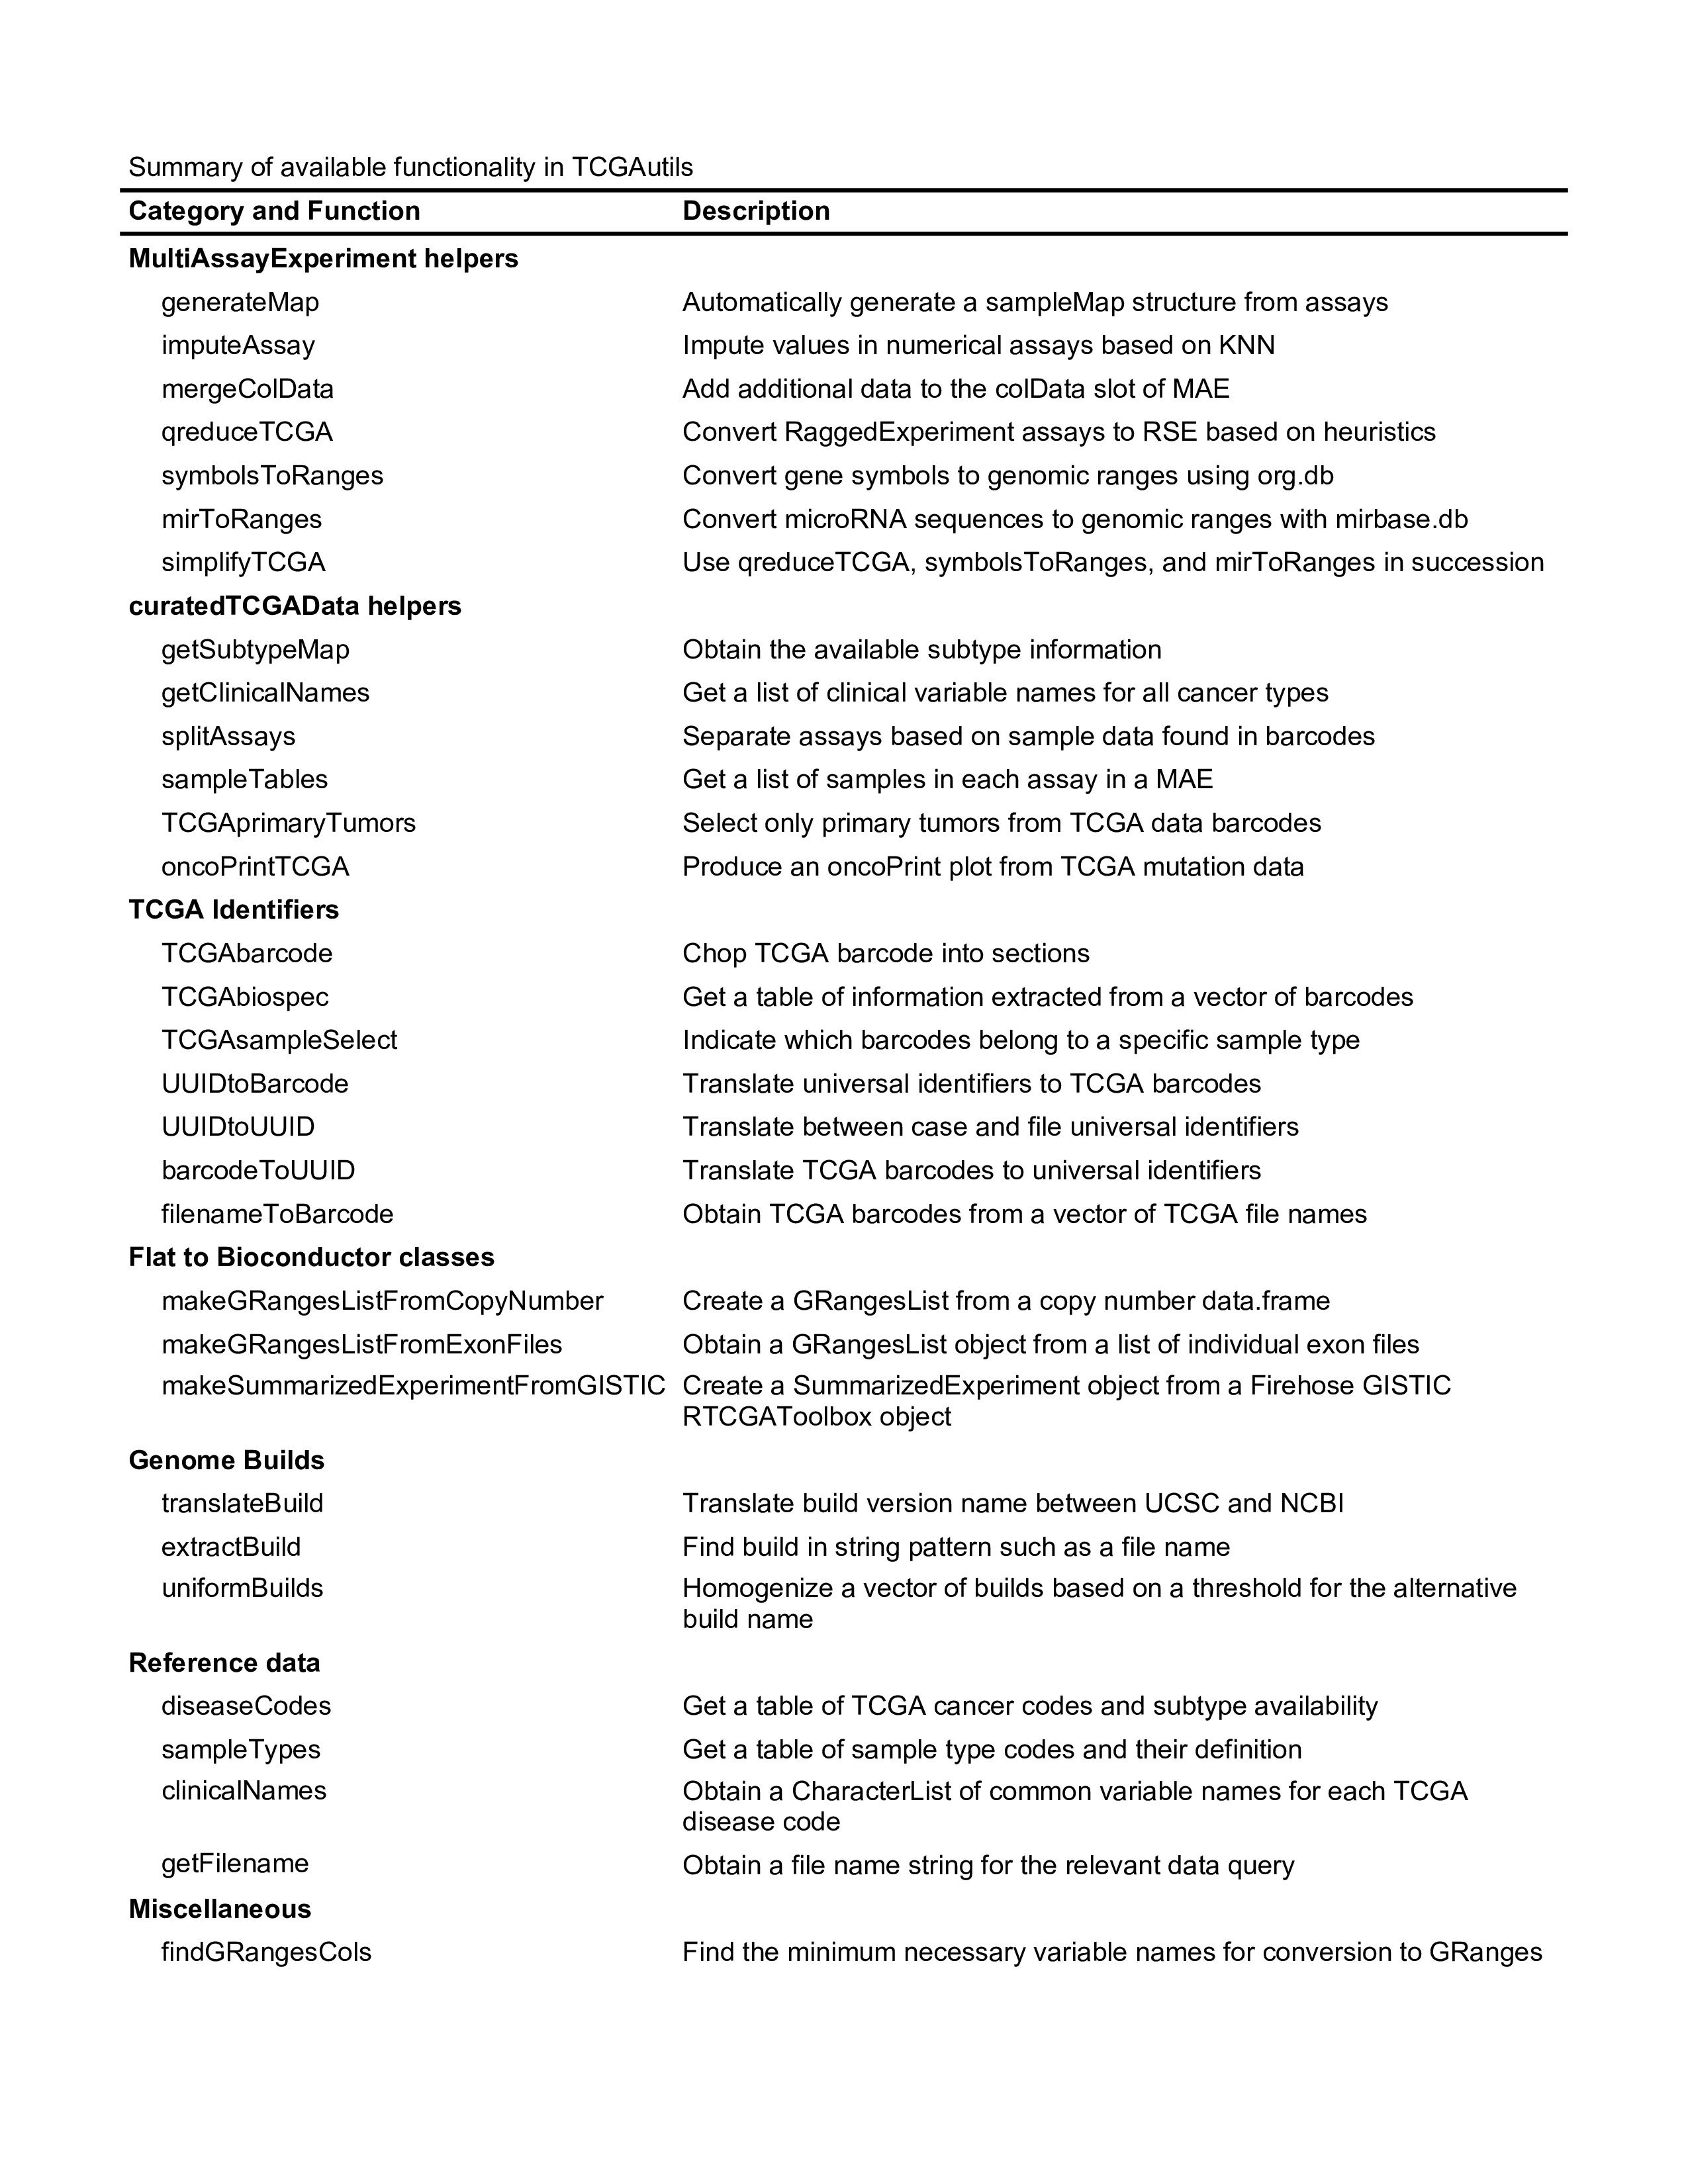 Summary of available functionality in TCGAutils
Category and Function Description
MultiAssayExperiment helpers
generateMap Automatically generate a sampleMap structure from assays
imputeAssay Impute values in numerical assays based on KNN
mergeColData Add additional data to the colData slot of MAE
qreduceTCGA Convert RaggedExperiment assays to RSE based on heuristics
symbolsToRanges Convert gene symbols to genomic ranges using org.db
mirToRanges Convert microRNA sequences to genomic ranges with mirbase.db
simplifyTCGA Use qreduceTCGA, symbolsToRanges, and mirToRanges in succession
curatedTCGAData helpers
getSubtypeMap Obtain the available subtype information
getClinicalNames Get a list of clinical variable names for all cancer types
splitAssays Separate assays based on sample data found in barcodes
sampleTables Get a list of samples in each assay in a MAE
TCGAprimaryTumors Select only primary tumors from TCGA data barcodes
oncoPrintTCGA Produce an oncoPrint plot from TCGA mutation data
TCGA Identifiers
TCGAbarcode Chop TCGA barcode into sections
TCGAbiospec Get a table of information extracted from a vector of barcodes
TCGAsampleSelect Indicate which barcodes belong to a specific sample type
UUIDtoBarcode Translate universal identifiers to TCGA barcodes
UUIDtoUUID Translate between case and file universal identifiers
barcodeToUUID Translate TCGA barcodes to universal identifiers
filenameToBarcode Obtain TCGA barcodes from a vector of TCGA file names
Flat to Bioconductor classes
makeGRangesListFromCopyNumber Create a GRangesList from a copy number data.frame
makeGRangesListFromExonFiles Obtain a GRangesList object from a list of individual exon files
makeSummarizedExperimentFromGISTIC Create a SummarizedExperiment object from a Firehose GISTIC
RTCGAToolbox object
Genome Builds
translateBuild Translate build version name between UCSC and NCBI
extractBuild Find build in string pattern such as a file name
uniformBuilds Homogenize a vector of builds based on a threshold for the alternative
build name
Reference data
diseaseCodes Get a table of TCGA cancer codes and subtype availability
sampleTypes Get a table of sample type codes and their definition
clinicalNames Obtain a CharacterList of common variable names for each TCGA
disease code
getFilename Obtain a file name string for the relevant data query
Miscellaneous
findGRangesCols Find the minimum necessary variable names for conversion to GRanges